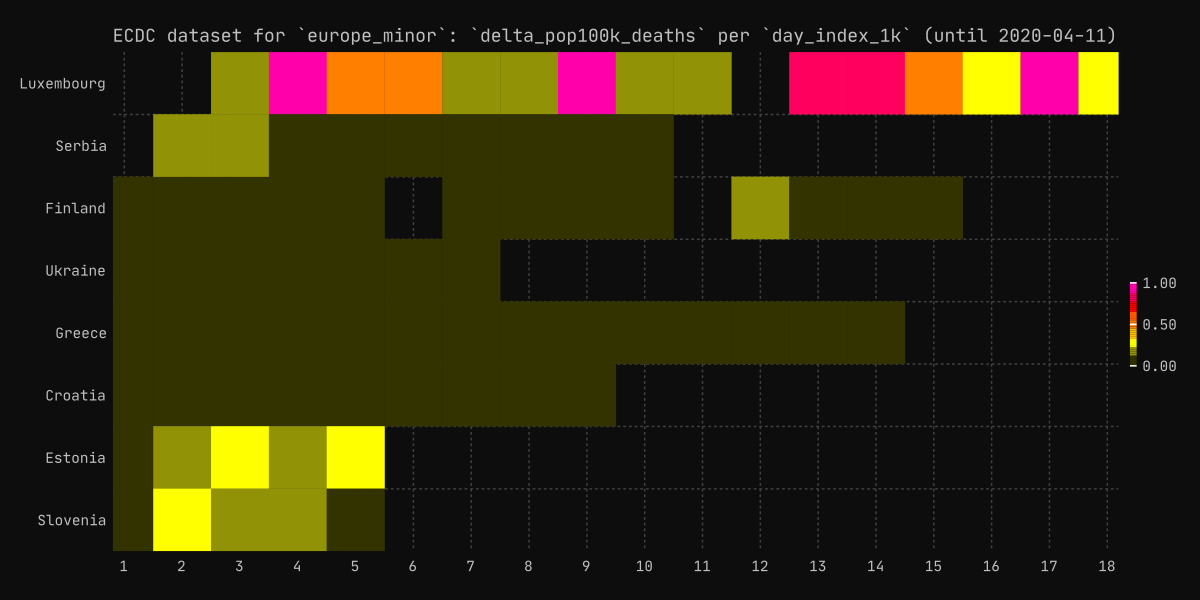 ECDC dataset for `europe_minor`: `delta_pop100k_deaths` per `day_index_1k` (until 2020-04-11)
Luxembourg
Serbia
Finland
Ukraine
Greece
Croatia
Estonia
Slovenia
1.00
0.50
0.00
1 2 3 4 5 6 7 8 9 10 11 12 13 14 15 16 17 18